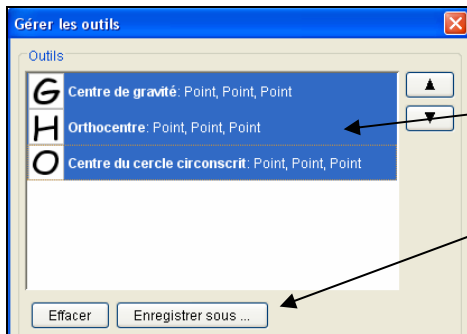 Gérer les outils
Outils
G Centre de gravité: Point, Point, Point
H Orthocentre: Point, Point, Point
O Centre du cercle circonscrit: Point, Point, Point
Effacer Enregistrer sous ...